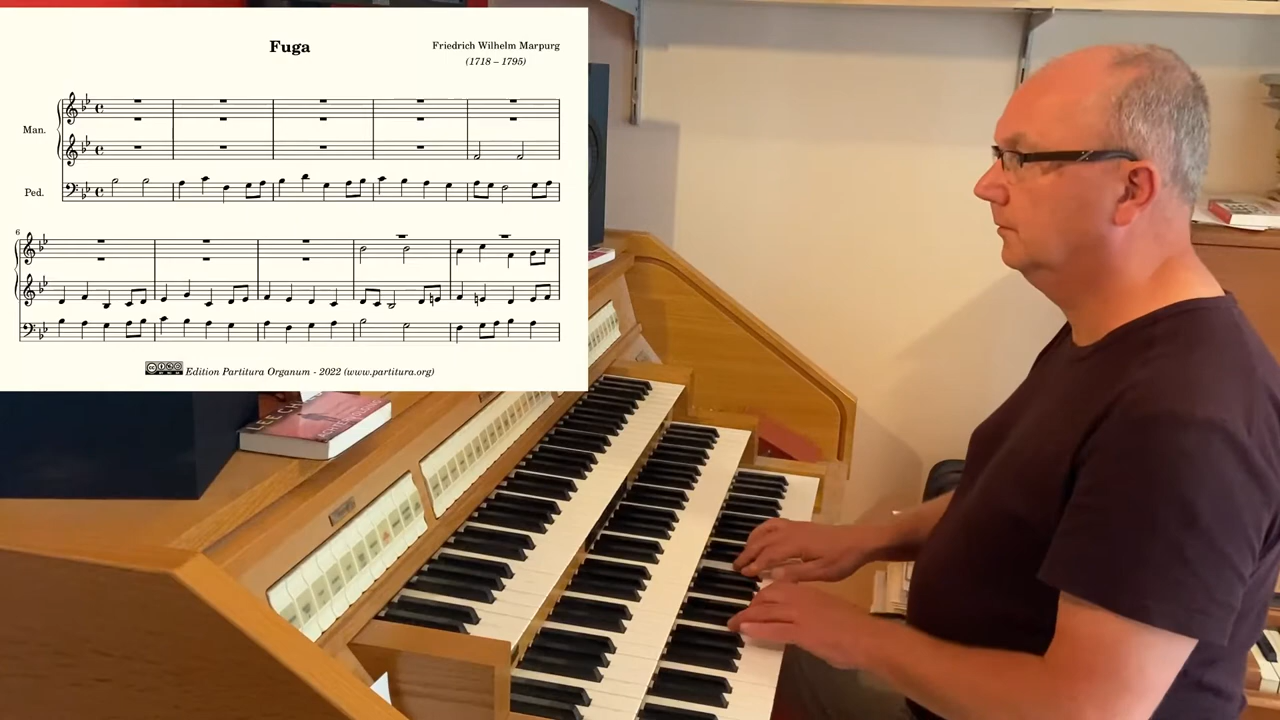 Fuga
Friedrich Wilhelm Marpurg
(1718 – 1795)
Man.
Ped.
6
Edition Partitura Organum - 2022 (www.partitura.org)